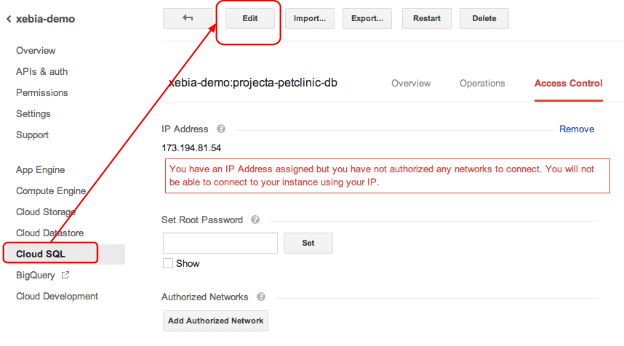 xebia-demo
Edit
Import...
Export...
Restart
Delete
Overview
APIs & auth
Permissions
Settings
Support
App Engine
Compute Engine
Cloud Storage
Cloud Datastore
Cloud SQL
BigQuery
Cloud Development
xebia-demo:projecta-petclinic-db
Overview
Operations
Access Control
IP Address ?
Remove
173.194.81.54
You have an IP Address assigned but you have not authorized any networks to connect. You will not
be able to connect to your instance using your IP.
Set Root Password ?
Set
Show
Authorized Networks ?
Add Authorized Network